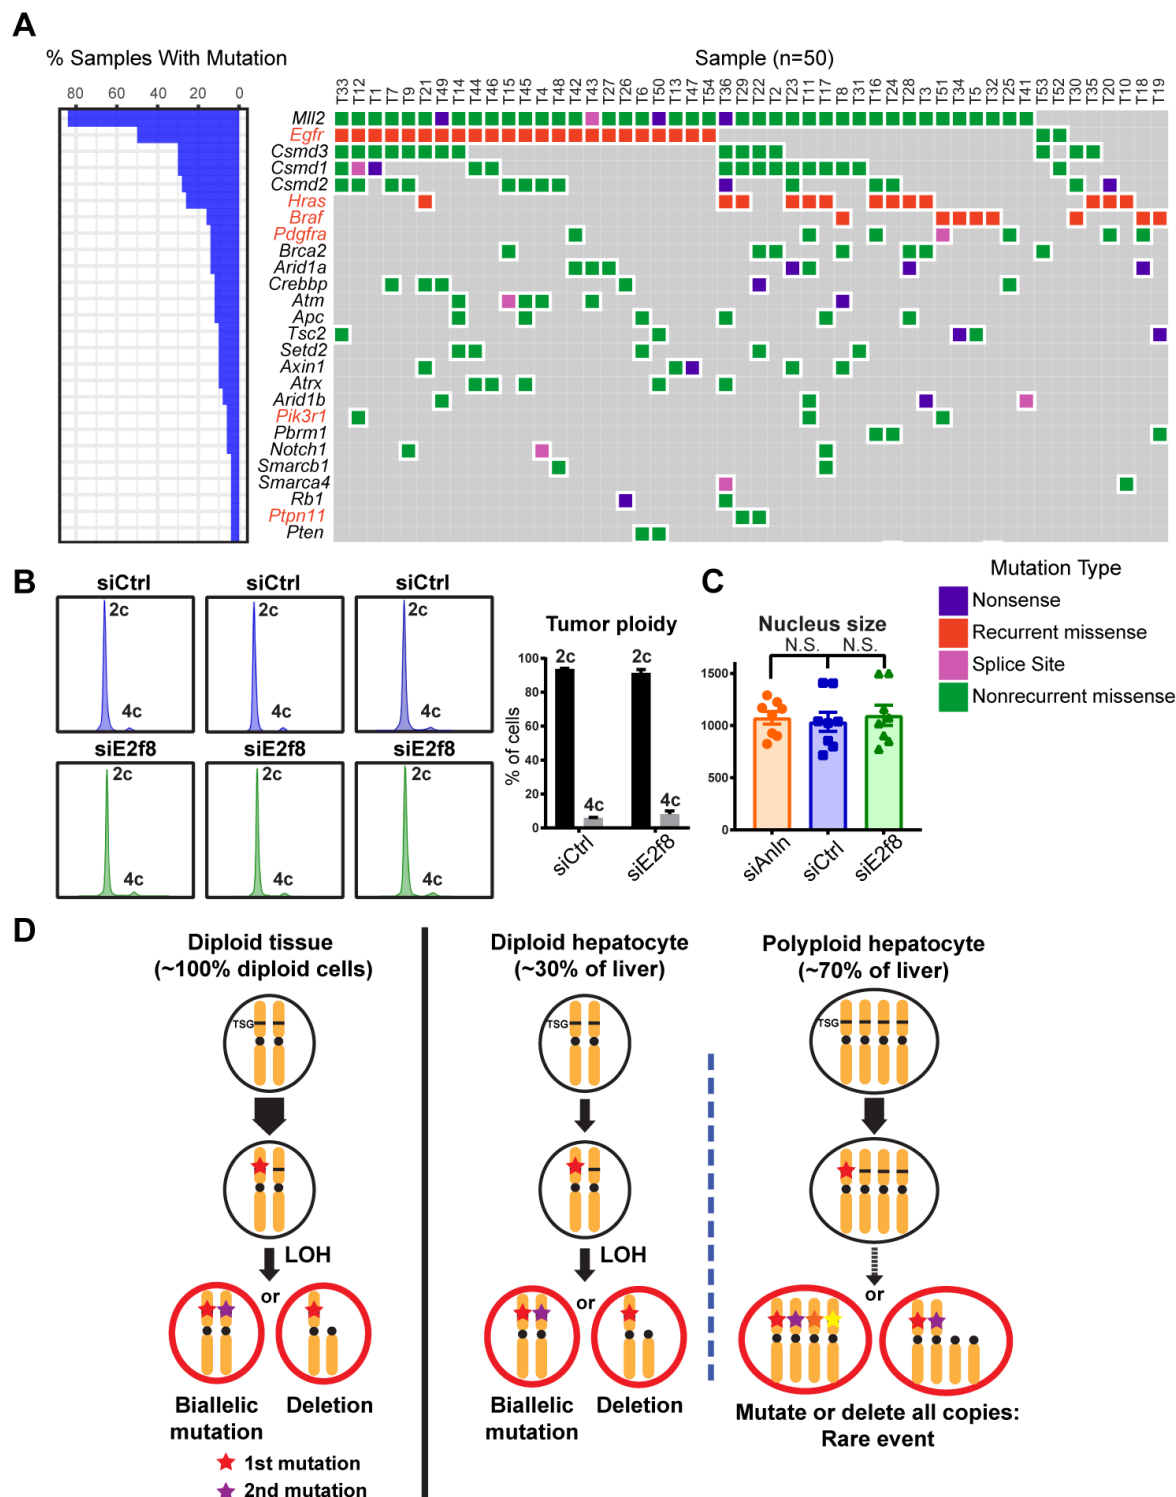 A
% Samples With Mutation
Sample (n=50)
80 60 40 20 0
T33 T12 T1 T7 T9 T21 T49 T14 T44 T46 T15 T45 T4 T48 T42 T43 T27 T26 T6 T50 T13 T47 T54 T36 T29 T22 T2 T23 T11 T17 T8 T31 T16 T24 T28 T3 T51 T34 T5 T32 T25 T41 T53 T52 T30 T35 T20 T10 T18 T19
Mll2
Egfr
Csmd3
Csmd1
Csmd2
Hras
Braf
Pdgfra
Brca2
Arid1a
Crebbp
Atm
Apc
Tsc2
Setd2
Axin1
Atrx
Arid1b
Pik3r1
Pbrm1
Notch1
Smarcb1
Smarca4
Rb1
Ptpn11
Pten
Mutation Type
Nonsense
Recurrent missense
Splice Site
Nonrecurrent missense
B
siCtrl siCtrl siCtrl
2c 2c 2c
4c 4c 4c
siE2f8 siE2f8 siE2f8
2c 2c 2c
4c 4c 4c
Tumor ploidy
% of cells
100
80
60
40
20
0
2c 2c
4c 4c
siCtrl siE2f8
C
Nucleus size
N.S. N.S.
1500
1000
500
0
siAnln siCtrl siE2f8
D
Diploid tissue
(~100% diploid cells)
Diploid hepatocyte
(~30% of liver)
Polyploid hepatocyte
(~70% of liver)
TSG TSG TSG
LOH LOH
or or or
Biallelic
mutation
Deletion
Biallelic
mutation
Deletion
Mutate or delete all copies:
Rare event
1st mutation
2nd mutation